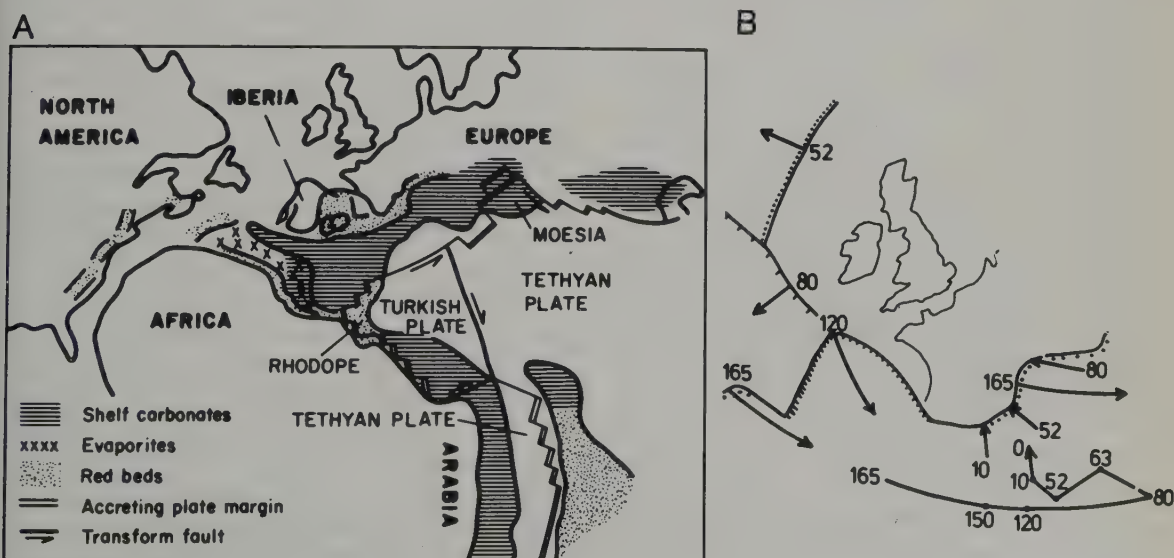 A
B
NORTH
AMERICA
IBERIA
EUROPE
MOESIA
TETHYAN
PLATE
TURKISH
PLATE
AFRICA
RHODOPE
TETHYAN PLATE
ARABIA
Shelf carbonates
xxxx Evaporites
Red beds
Accreting plate margin
Transform fault
52
80
120
165
165
80
52
10
0
10
52
63
80
165
150
120